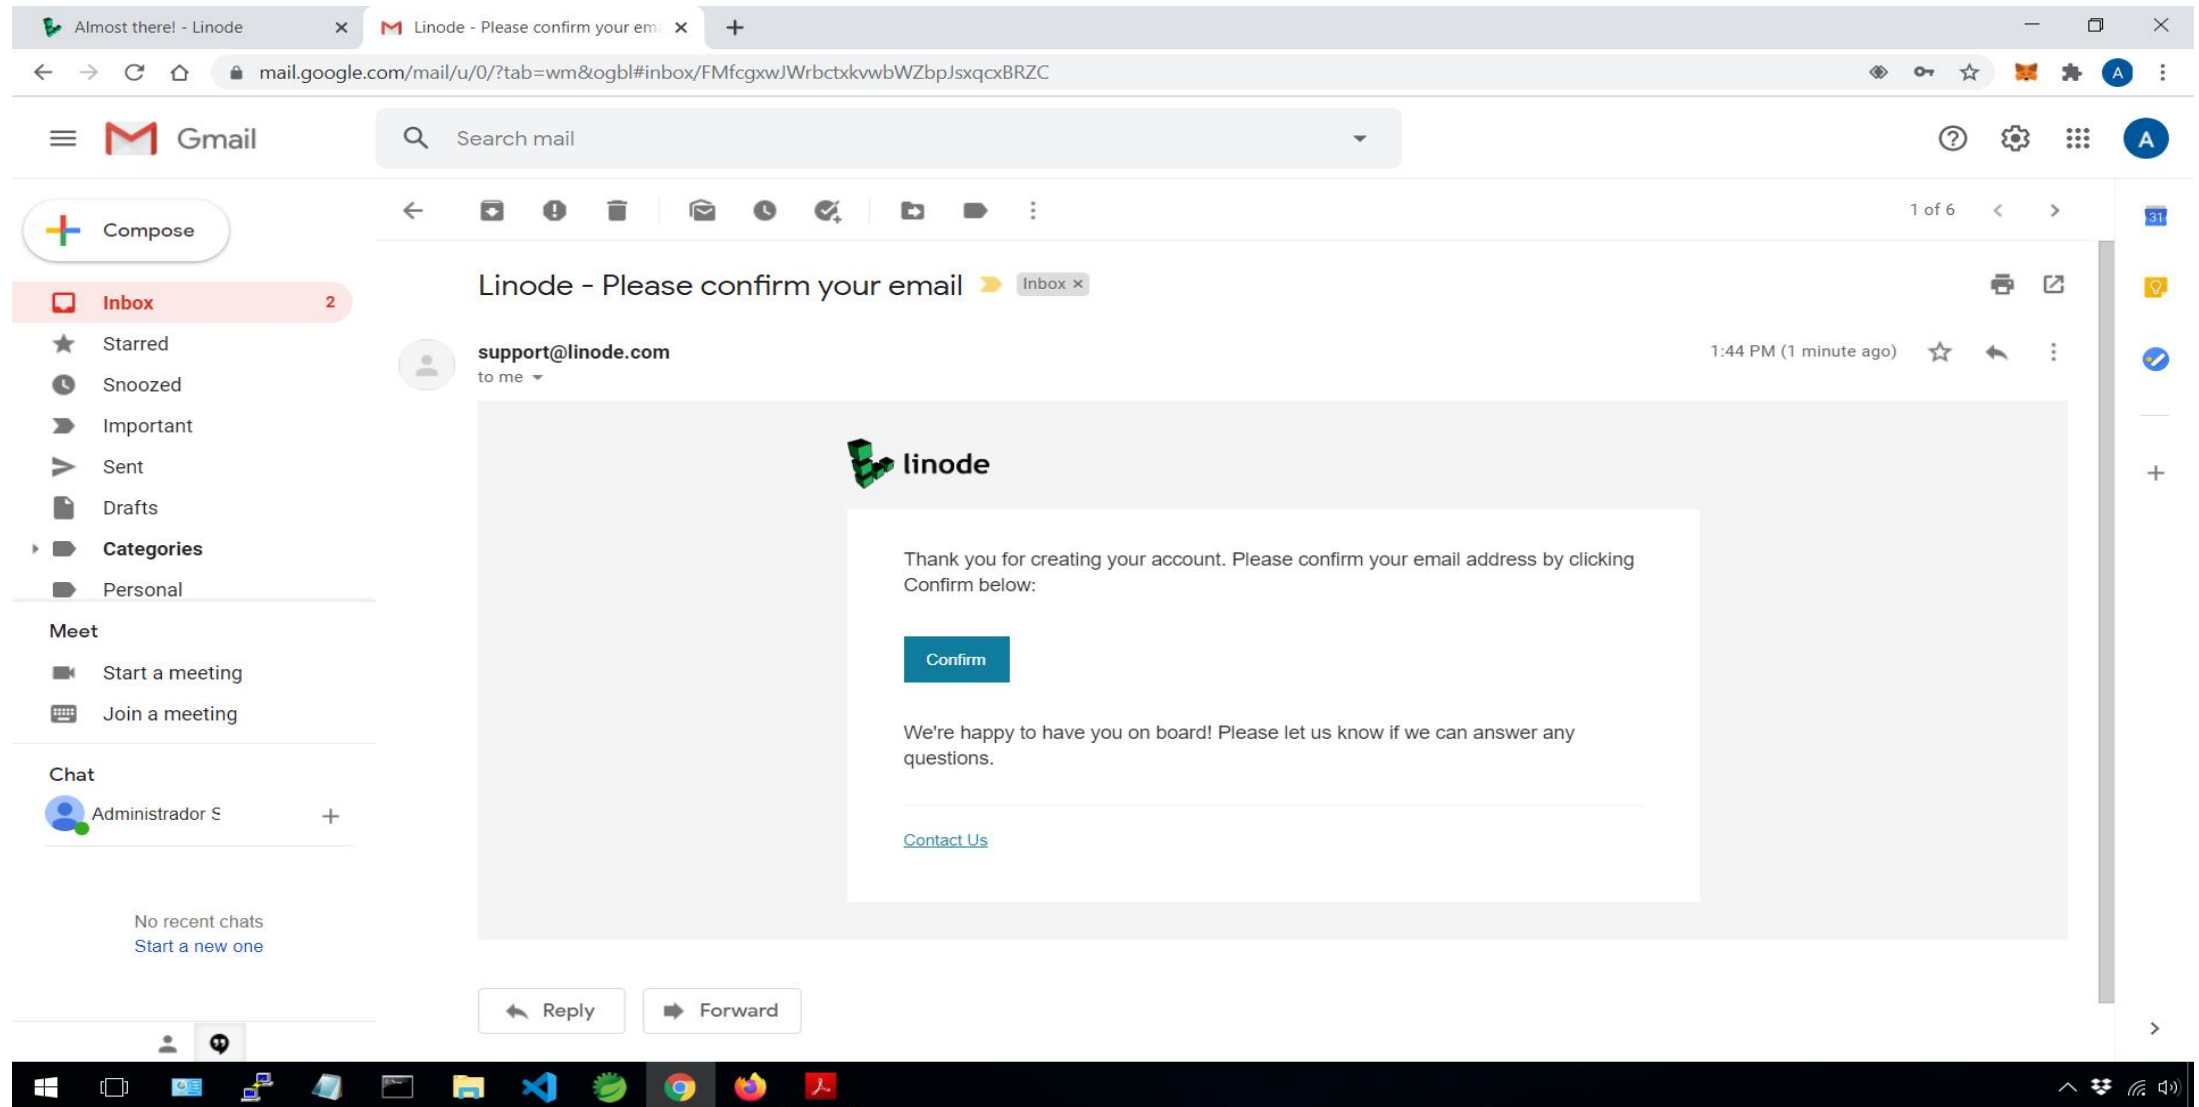 Almost there! - Linode
Linode - Please confirm your ema
mail.google.com/mail/u/0/?tab=wm&ogbl#inbox/FMfcgxwJWrbctxkvwbWZbpJsxqcxBRZC
A
Gmail
Search mail
A
Compose
1 of 6
31
Linode - Please confirm your email
Inbox ×
Inbox 2
Starred
Snoozed
Important
Sent
Drafts
Categories
Personal
support@linode.com
1:44 PM (1 minute ago)
to me
linode
Thank you for creating your account. Please confirm your email address by clicking
Confirm below:
Confirm
We're happy to have you on board! Please let us know if we can answer any
questions.
Contact Us
Meet
Start a meeting
Join a meeting
Chat
Administrador S
No recent chats
Start a new one
Reply
Forward